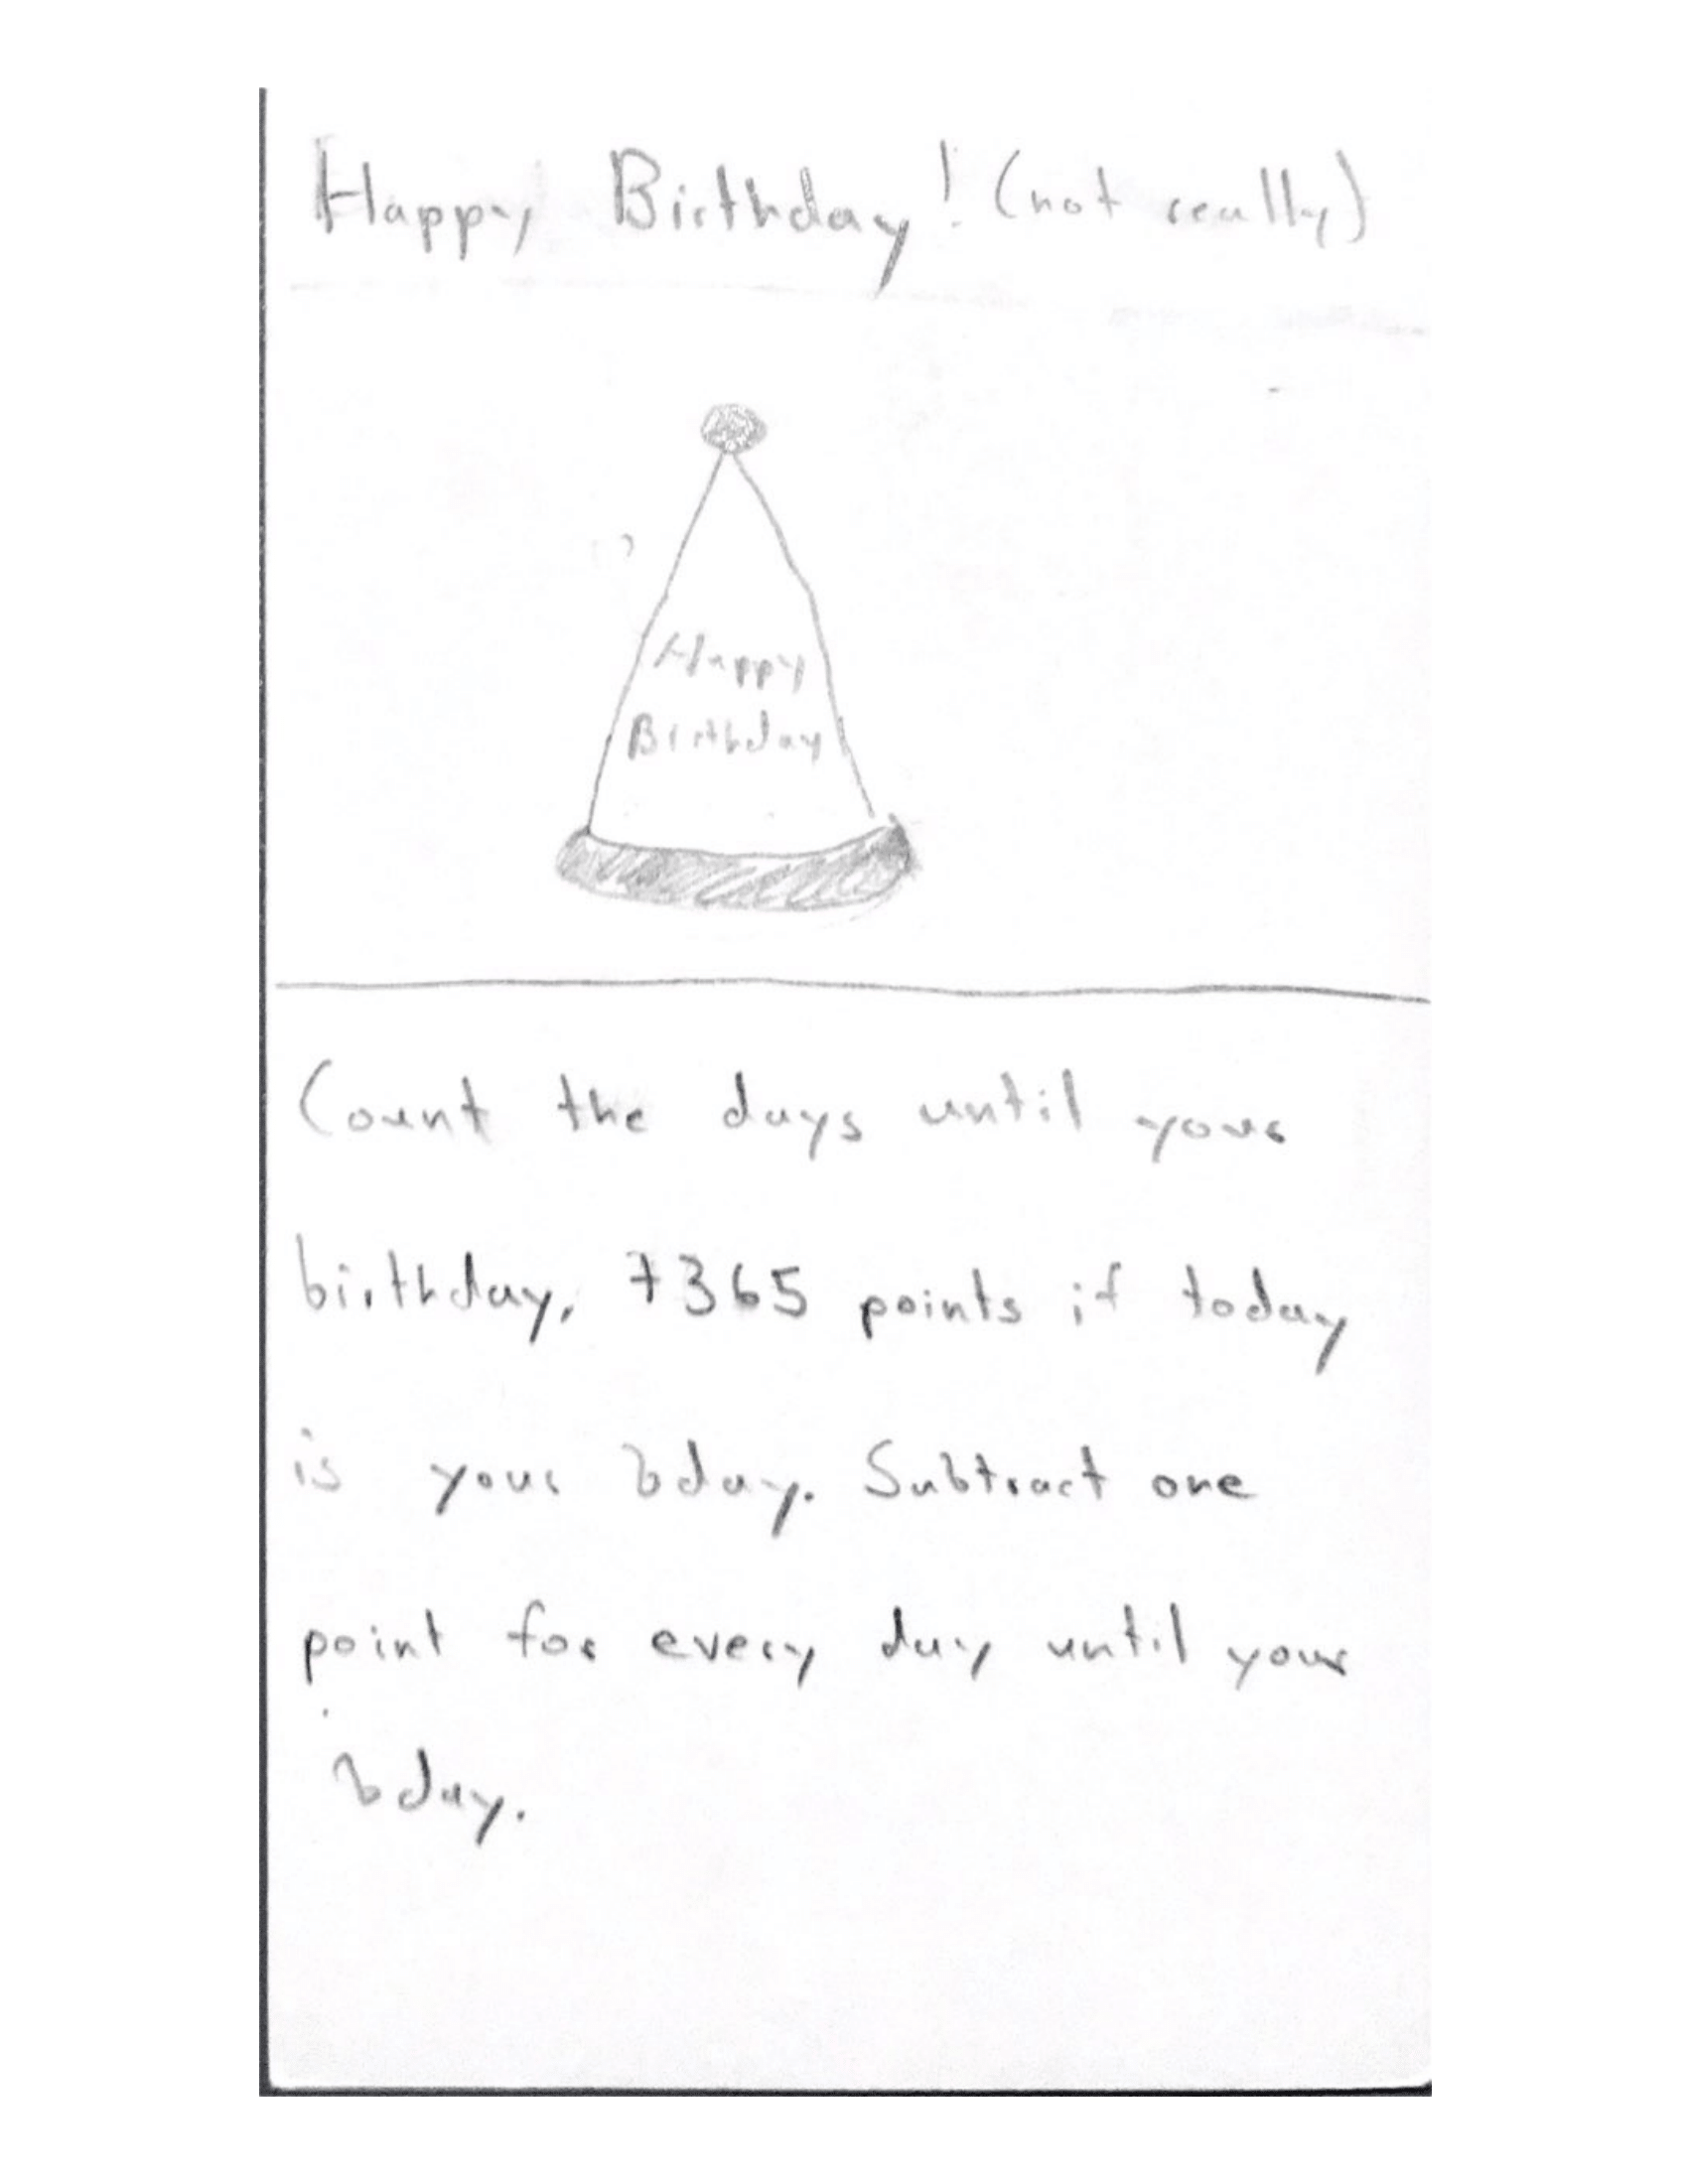 Happy Birthday! (not really)
Happy
Birthday
Count the days until your
birthday, +365 points if today
is your bday. Subtract one
point for every day until your
bday.